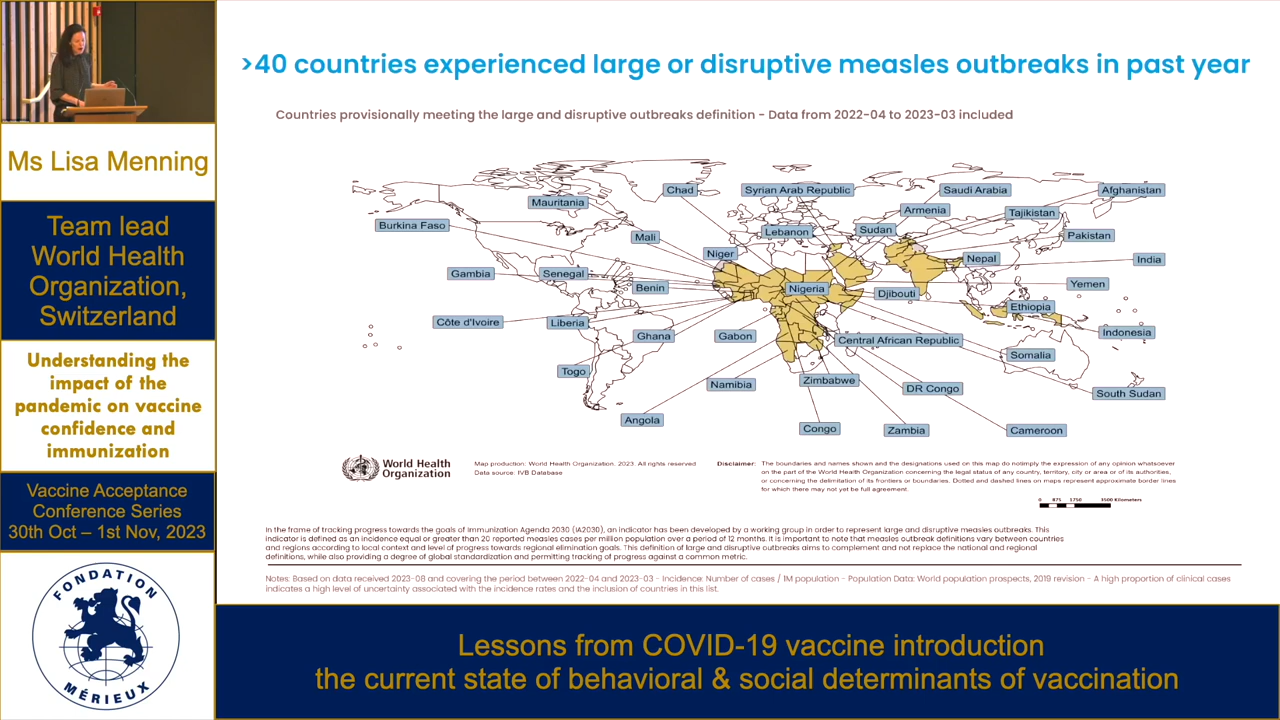 Ms Lisa Menning
Team lead
World Health
Organization,
Switzerland
Understanding the
impact of the
pandemic on vaccine
confidence and
immunization
Vaccine Acceptance
Conference Series
30th Oct – 1st Nov, 2023
FONDATION
MÉRIEUX
>40 countries experienced large or disruptive measles outbreaks in past year
Countries provisionally meeting the large and disruptive outbreaks definition - Data from 2022-04 to 2023-03 included
Chad
Syrian Arab Republic
Saudi Arabia
Afghanistan
Mauritania
Armenia
Tajikistan
Burkina Faso
Mali
Lebanon
Sudan
Pakistan
Niger
Nepal
India
Gambia
Senegal
Benin
Nigeria
Djibouti
Yemen
Ethiopia
Côte d'Ivoire
Liberia
Ghana
Gabon
Central African Republic
Indonesia
Somalia
Togo
Namibia
Zimbabwe
DR Congo
South Sudan
Angola
Congo
Zambia
Cameroon
World Health
Organization
Map production: World Health Organization, 2023. All rights reserved
Data source: IVB Database
Disclaimer: The boundaries and names shown and the designations used on this map do notimply the expression of any opinion whatsoever
on the part of the World Health Organization concerning the legal status of any country, territory, city or area or of its authorities,
or concerning the delimitation of its frontiers or boundaries. Dotted and dashed lines on maps represent approximate border lines
for which there may not yet be full agreement.
0 875 1750 3500 Kilometers
In the frame of tracking progress towards the goals of Immunization Agenda 2030 (IA2030), an indicator has been developed by a working group in order to represent large and disruptive measles outbreaks. This
indicator is defined as an incidence equal or greater than 20 reported measles cases per million population over a period of 12 months. It is important to note that measles outbreak definitions vary between countries
and regions according to local context and level of progress towards regional elimination goals. This definition of large and disruptive outbreaks aims to complement and not replace the national and regional
definitions, while also providing a degree of global standardization and permitting tracking of progress against a common metric.
Notes: Based on data received 2023-08 and covering the period between 2022-04 and 2023-03 - Incidence: Number of cases / 1M population - Population Data: World population prospects, 2019 revision - A high proportion of clinical cases
indicates a high level of uncertainty associated with the incidence rates and the inclusion of countries in this list.
Lessons from COVID-19 vaccine introduction
the current state of behavioral & social determinants of vaccination